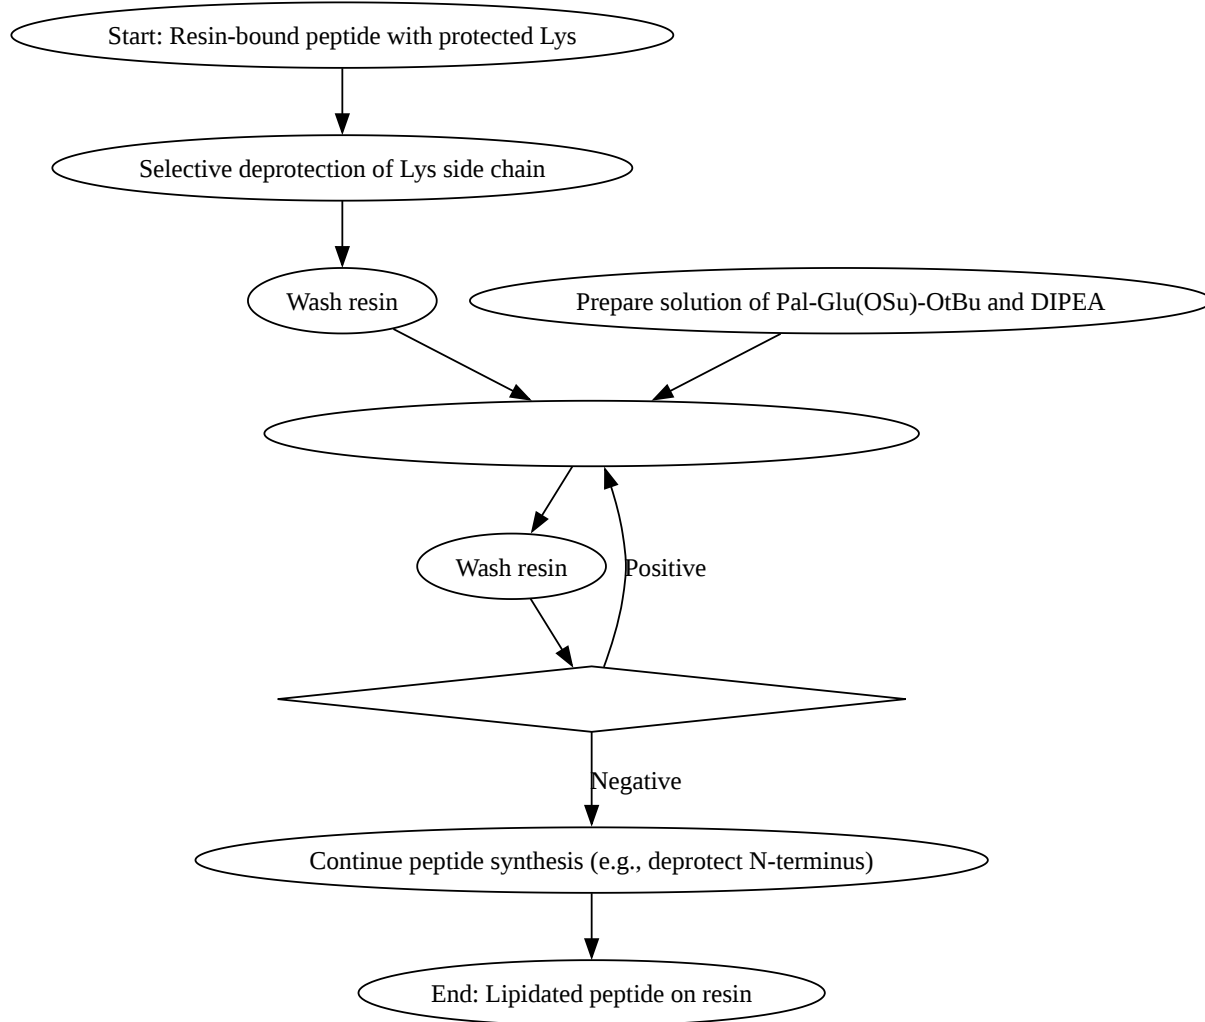 Start: Resin-bound peptide with protected Lys
Selective deprotection of Lys side chain
Wash resin
Prepare solution of Pal-Glu(OSu)-OtBu and DIPEA
Wash resin
Positive
Negative
Continue peptide synthesis (e.g., deprotect N-terminus)
End: Lipidated peptide on resin